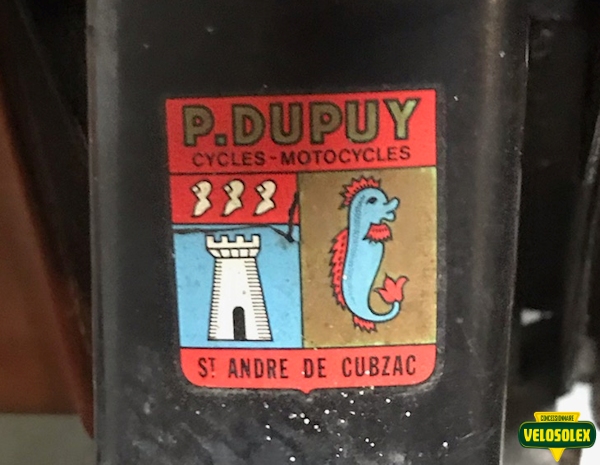 P.DUPUY
CYCLES-MOTOCYCLES
ST ANDRE DE CUBZAC
CONCESSIONNAIRE
VELOSOLEX